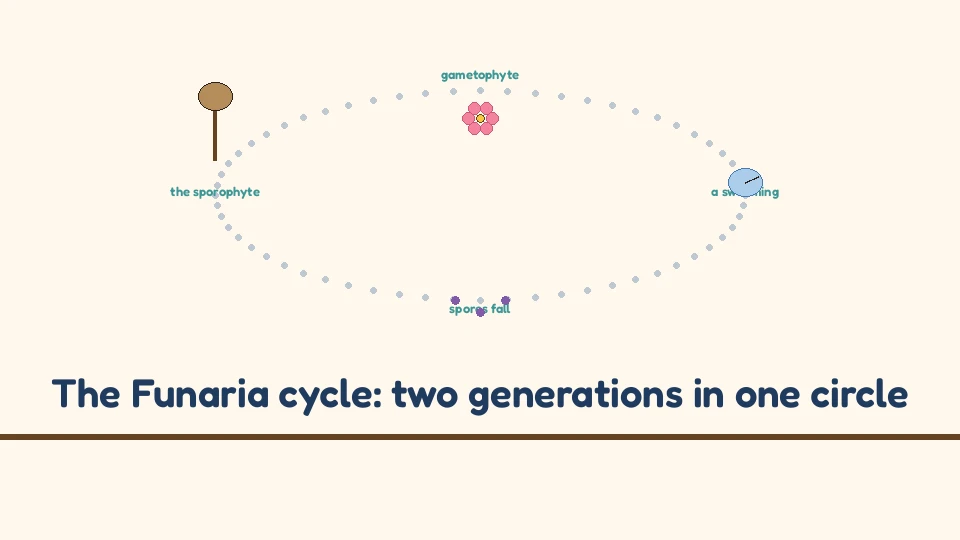 gametophyte
the sporophyte
a
spores fall
The Funaria cycle: two generations in one circle